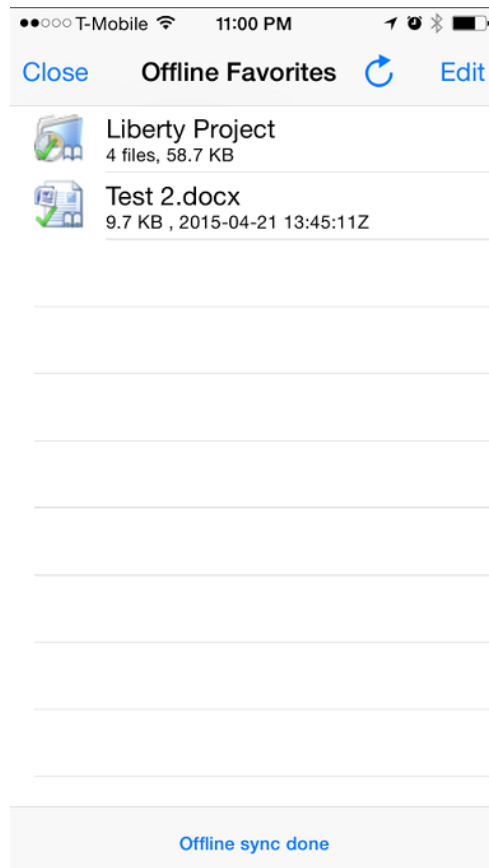 T-Mobile 11:00 PM
Close Offline Favorites Edit
Liberty Project
4 files, 58.7 KB
Test 2.docx
9.7 KB , 2015-04-21 13:45:11Z
Offline sync done